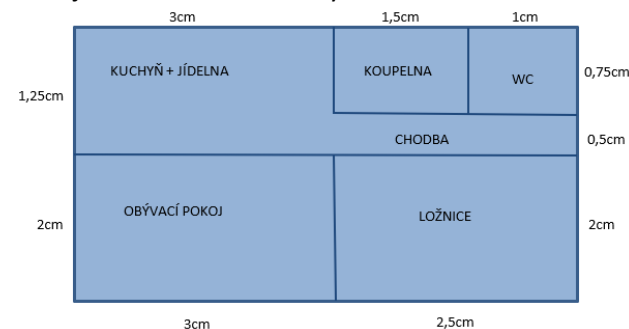 3cm
1,5cm
1cm
KUCHYŇ + JÍDELNA
KOUPELNA
WC
0,75cm
1,25cm
CHODBA
0,5cm
OBÝVACÍ POKOJ
LOŽNICE
2cm
2cm
3cm
2,5cm